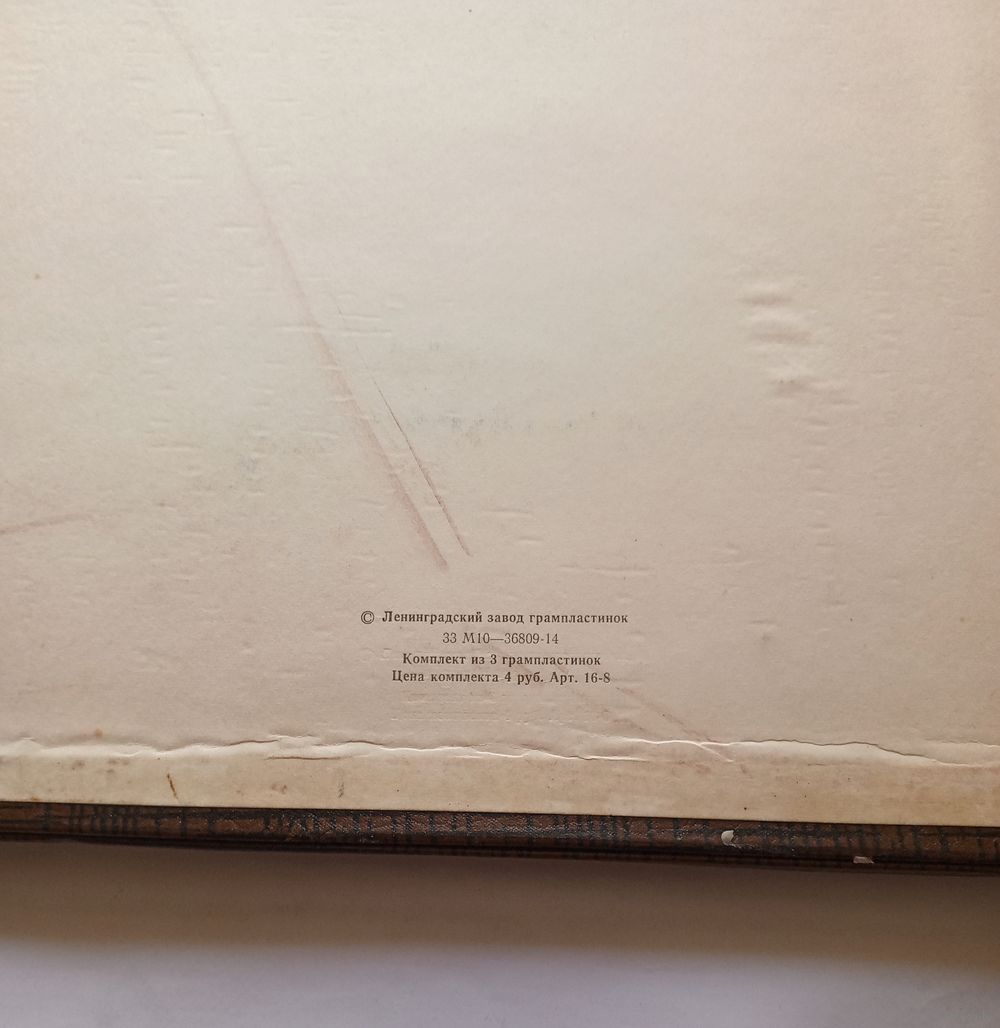 © Ленинградский завод грампластинок
33 М10—36809-14
Комплект из 3 грампластинок
Цена комплекта 4 руб. Арт. 16-8